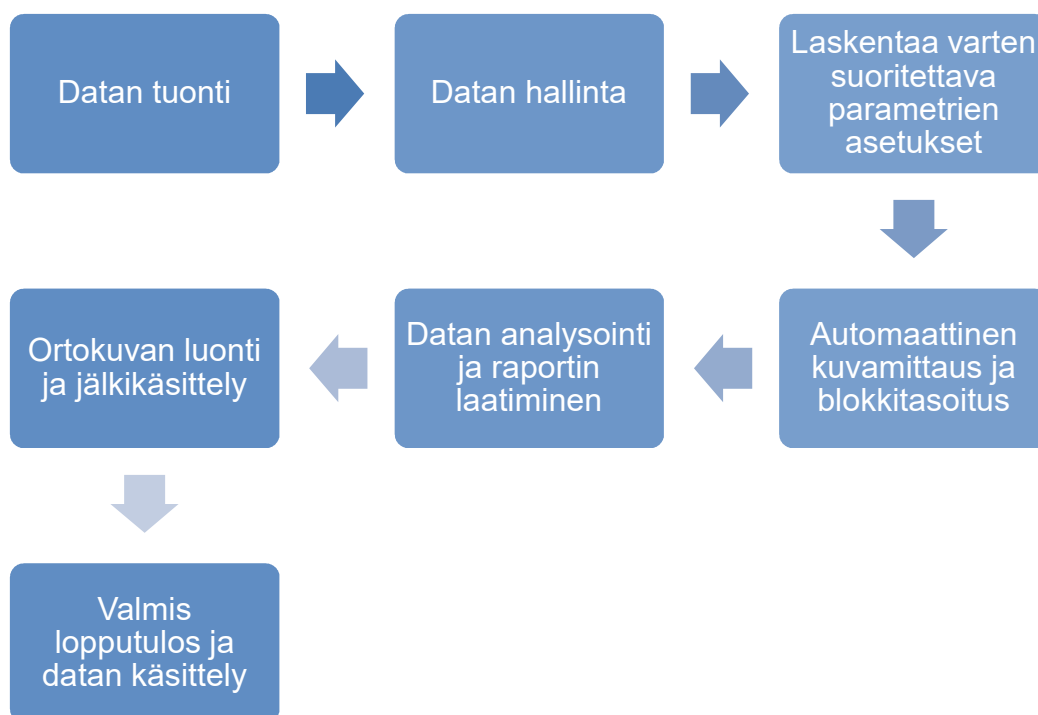 Datan tuonti
Datan hallinta
Laskentaa varten
suoritettava
parametrien
asetukset
Automaattinen
kuvamittaus ja
blokkitasoitus
Datan analysointi
ja raportin
laatiminen
Ortokuvan luonti
ja jälkikäsittely
Valmis
lopputulos ja
datan käsittely